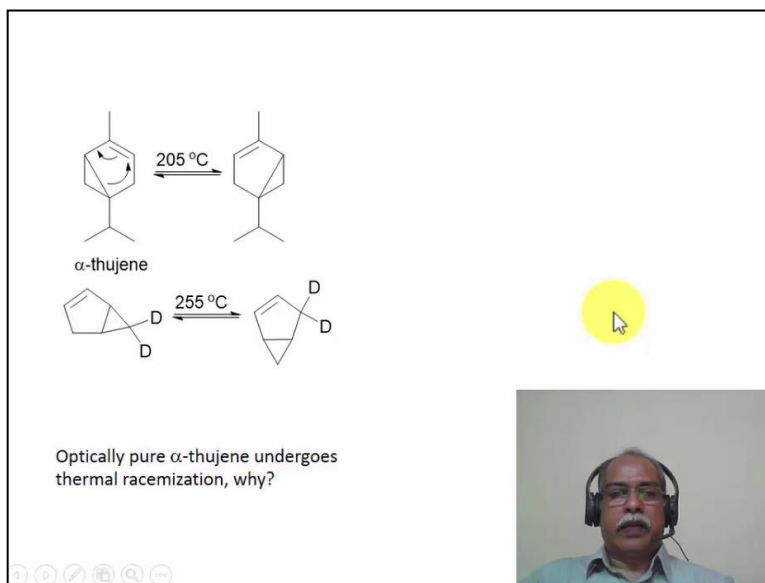 205 °C
α-thujene
255 °C
D
D
D
D
Optically pure α-thujene undergoes
thermal racemization, why?